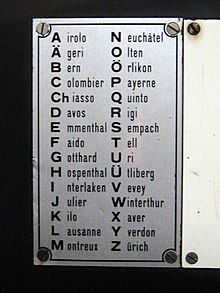 Airolo
Ägeri
Bern
Colombier
Chiasso
Davos
Emmenthal
Faido
Gotthard
Hospenthal
Interlaken
Julier
Kilo
Lausanne
Montreux
Neuchâtel
Olten
Örlikon
Payerne
Quinto
Rigi
Sempach
Tell
Uri
Ütliberg
Vevey
Winterthur
Xaver
Yverdon
Zürich